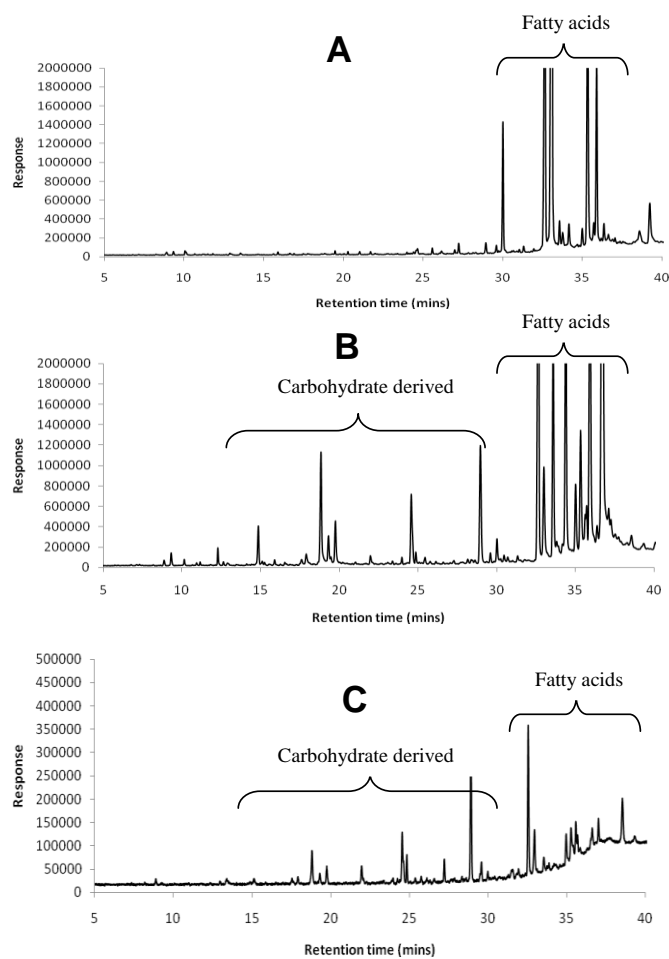 Fatty acids
A
2000000
1800000
1600000
1400000
1200000
1000000
800000
600000
400000
200000
0
Response
5 10 15 20 25 30 35 40
Retention time (mins)
Fatty acids
B
Carbohydrate derived
2000000
1800000
1600000
1400000
1200000
1000000
800000
600000
400000
200000
0
Response
5 10 15 20 25 30 35 40
Retention time (mins)
Fatty acids
C
Carbohydrate derived
500000
450000
400000
350000
300000
250000
200000
150000
100000
50000
0
Response
5 10 15 20 25 30 35 40
Retention time (mins)